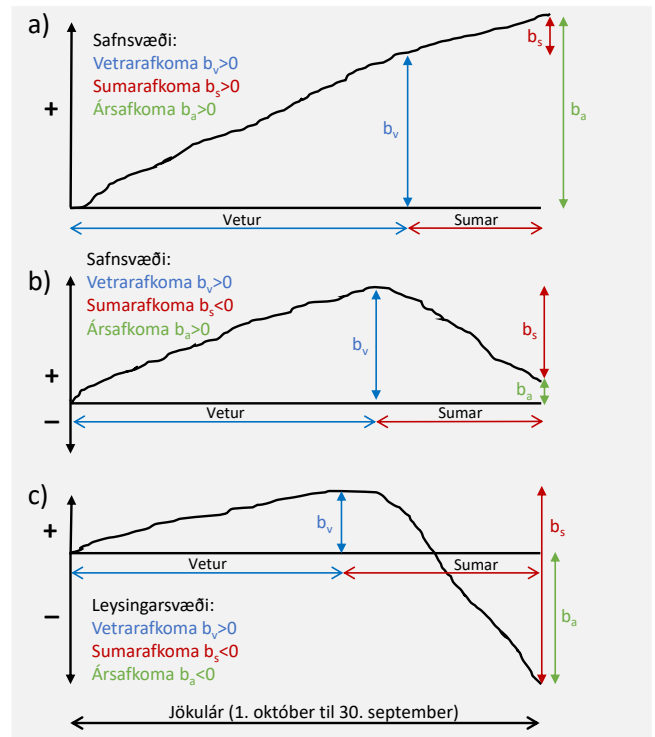 a)
Safnsvæði:
Vetrarafkoma bv>0
Sumarafkoma bs>0
Ársafkoma ba>0
+
bs
bv
ba
Vetur
Sumar
b)
Safnsvæði:
Vetrarafkoma bv>0
Sumarafkoma bs<0
Ársafkoma ba>0
+
−
bv
bs
ba
Vetur
Sumar
c)
+
−
bv
bs
ba
Vetur
Sumar
Leysingarsvæði:
Vetrarafkoma bv>0
Sumarafkoma bs<0
Ársafkoma ba<0
Jökulár (1. október til 30. september)